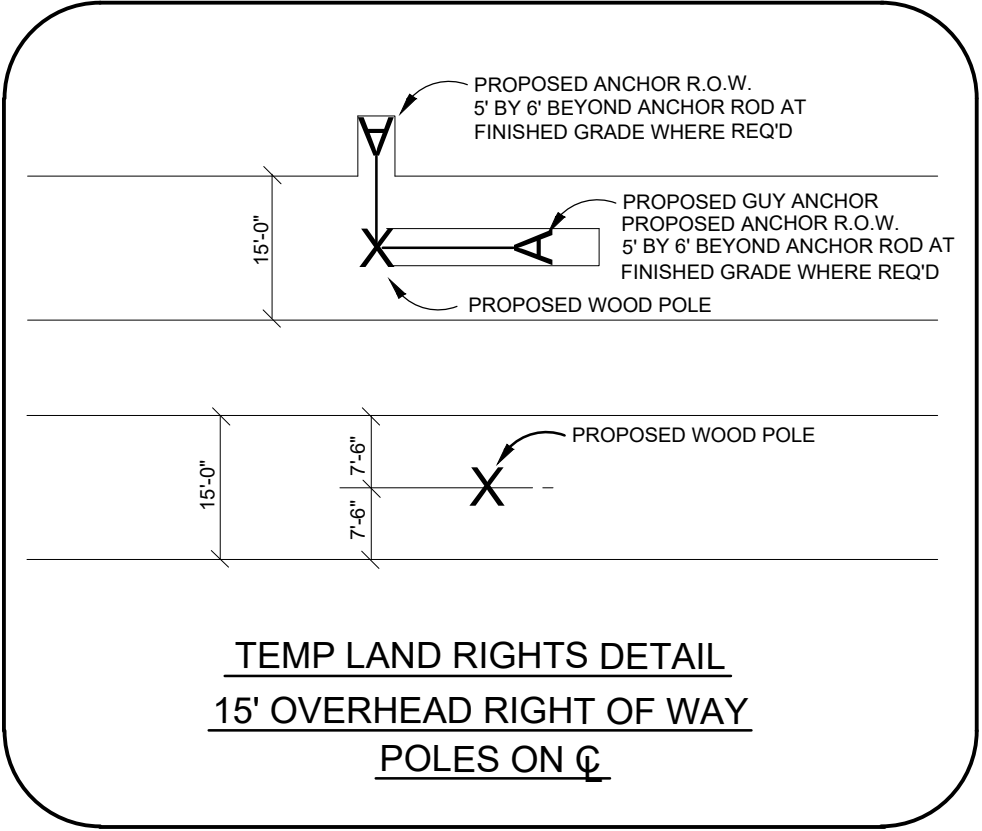 PROPOSED ANCHOR R.O.W.
5' BY 6' BEYOND ANCHOR ROD AT
FINISHED GRADE WHERE REQ'D
A
15'-0"
PROPOSED GUY ANCHOR
PROPOSED ANCHOR R.O.W.
5' BY 6' BEYOND ANCHOR ROD AT
FINISHED GRADE WHERE REQ'D
X
A
PROPOSED WOOD POLE
15'-0"
7'-6"
7'-6"
PROPOSED WOOD POLE
X
TEMP LAND RIGHTS DETAIL
15' OVERHEAD RIGHT OF WAY
POLES ON ℄